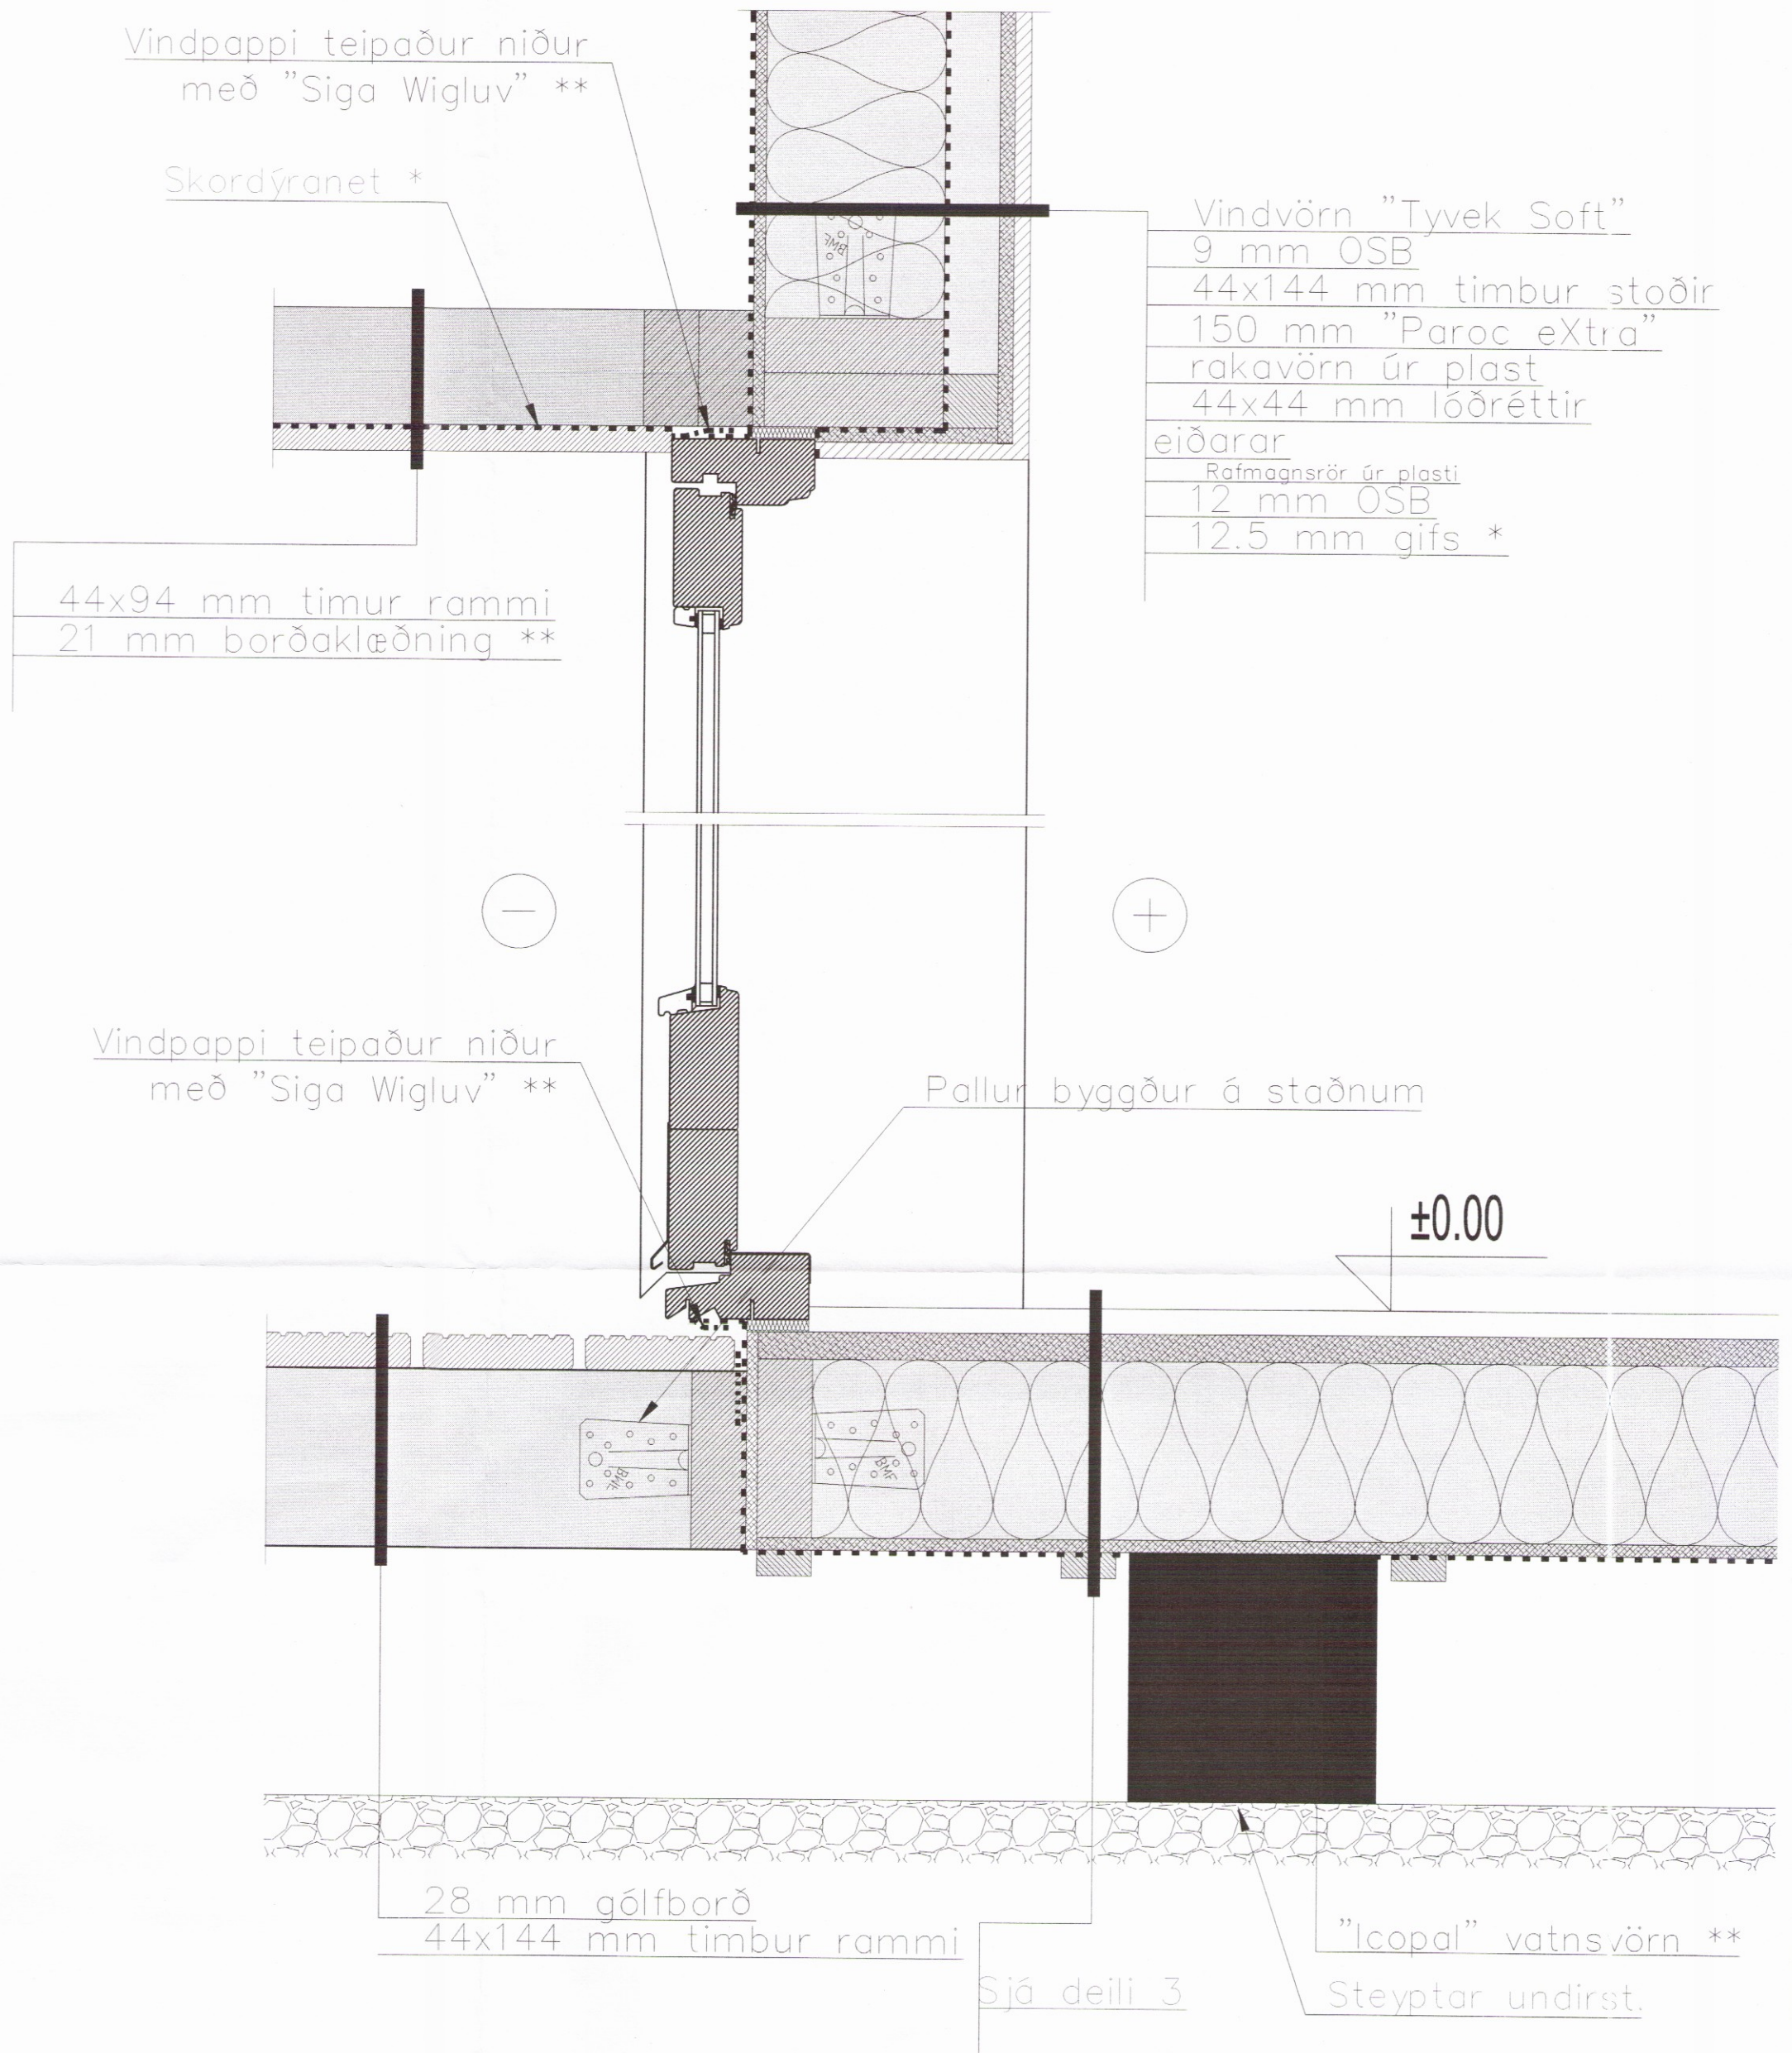 Vindpappi teipaður niður
með "Siga Wigluv" **
Skordýranet *
Vindvörn "Tyvek Soft"
9 mm OSB
44x144 mm timbur stoðir
150 mm "Paroc eXtra"
rakavörn úr plast
44x44 mm lóðréttir
eiðarar
Rafmagnsrör úr plasti
12 mm OSB
12.5 mm gifs *
BMF
44x94 mm timur rammi
21 mm borðaklæðning **
−
+
Vindpappi teipaður niður
með "Siga Wigluv" **
Pallur byggður á staðnum
±0.00
BMF
BMF
28 mm gólfborð
44x144 mm timbur rammi
Sjá deili 3
"Icopal" vatnsvörn **
Steyptar undirst.